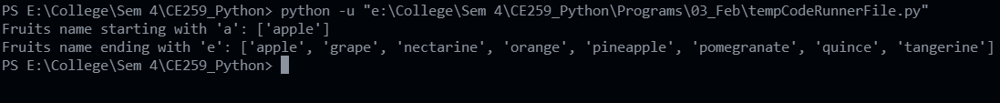 PS E:\College\Sem 4\CE259_Python> python -u "e:\College\Sem 4\CE259_Python\Programs\03_Feb\tempCodeRunnerFile.py"
Fruits name starting with 'a': ['apple']
Fruits name ending with 'e': ['apple', 'grape', 'nectarine', 'orange', 'pineapple', 'pomegranate', 'quince', 'tangerine']
PS E:\College\Sem 4\CE259_Python>